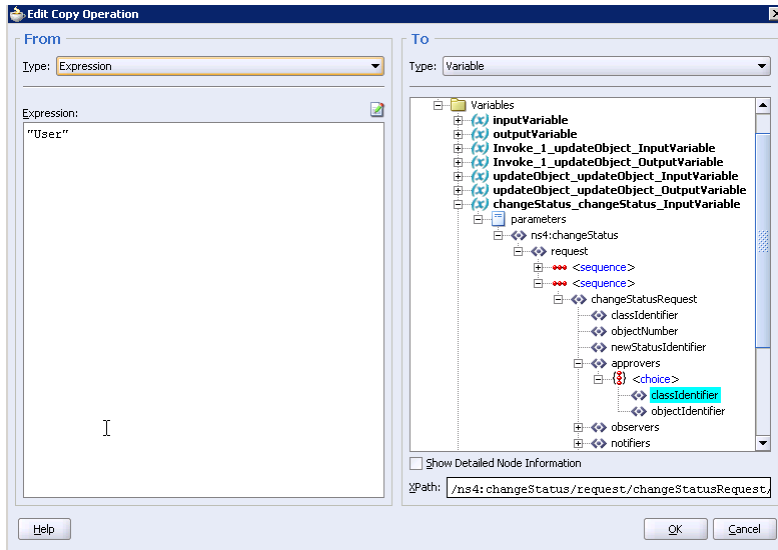 Edit Copy Operation
From
Type: Expression
Expression:
"User"
To
Type: Variable
Variables
(x) inputVariable
(x) outputVariable
(x) Invoke_1_updateObject_InputVariable
(x) Invoke_1_updateObject_OutputVariable
(x) updateObject_updateObject_InputVariable
(x) updateObject_updateObject_OutputVariable
(x) changeStatus_changeStatus_InputVariable
parameters
ns4:changeStatus
request
<sequence>
<sequence>
changeStatusRequest
classIdentifier
objectNumber
newStatusIdentifier
approvers
<choice>
classIdentifier
objectIdentifier
observers
notifiers
Show Detailed Node Information
XPath: /ns4:changeStatus/request/changeStatusRequest/
Help
OK
Cancel